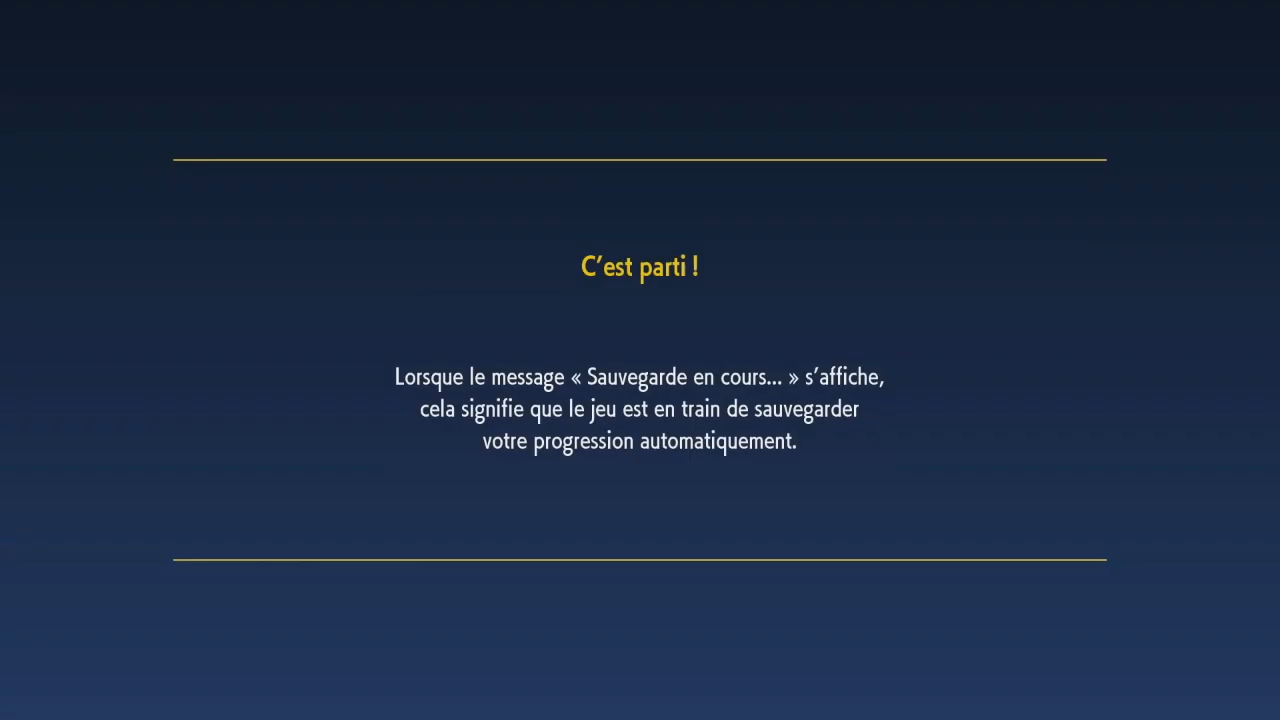 C’est parti !
Lorsque le message « Sauvegarde en cours... » s’affiche,
cela signifie que le jeu est en train de sauvegarder
votre progression automatiquement.